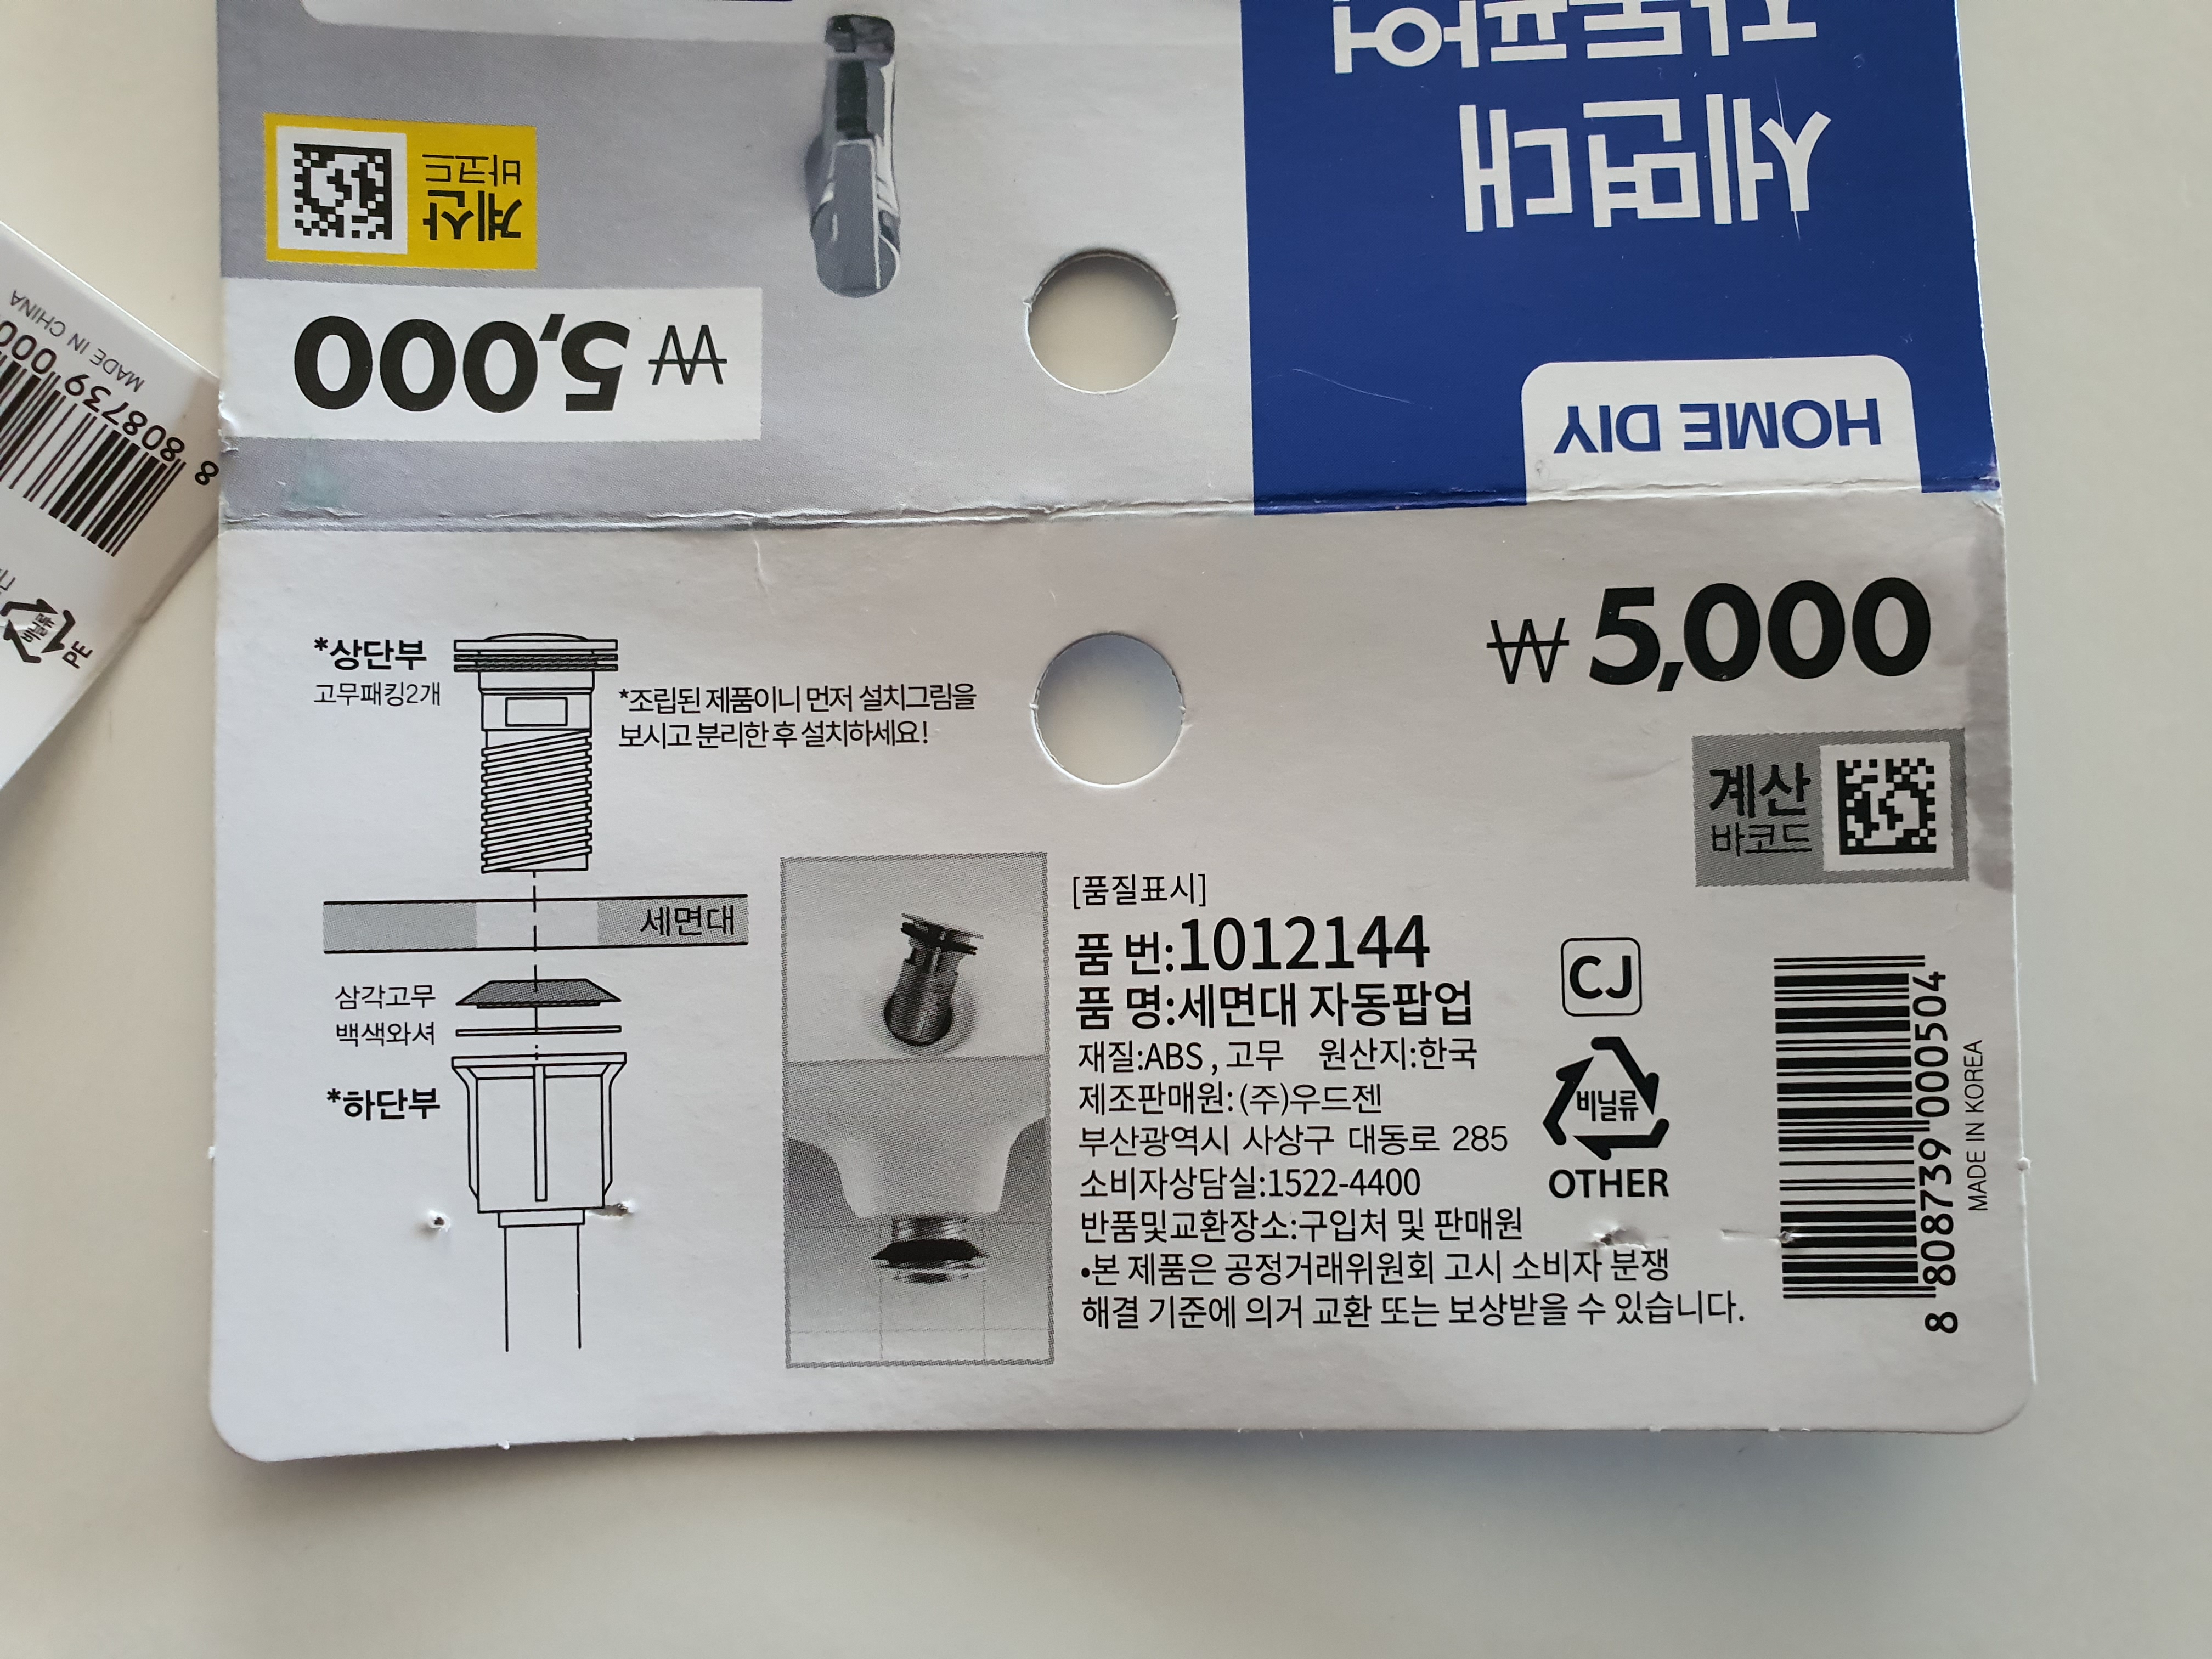 세면대
자동팝업
HOME DIY
계산
바코드
₩ 5,000
₩ 5,000
계산
바코드
*상단부
고무패킹2개
*조립된 제품이니 먼저 설치그림을
보시고 분리한 후 설치하세요!
세면대
삼각고무
백색와셔
*하단부
[품질표시]
품 번:1012144
품 명:세면대 자동팝업
재질:ABS , 고무 원산지:한국
제조판매원: (주)우드젠
부산광역시 사상구 대동로 285
소비자상담실:1522-4400
반품및교환장소:구입처 및 판매원
•본 제품은 공정거래위원회 고시 소비자 분쟁
해결 기준에 의거 교환 또는 보상받을 수 있습니다.
CJ
비닐류
OTHER
8 808739 000504
MADE IN KOREA
MADE IN CHINA
8 808739 000
비닐류
PE